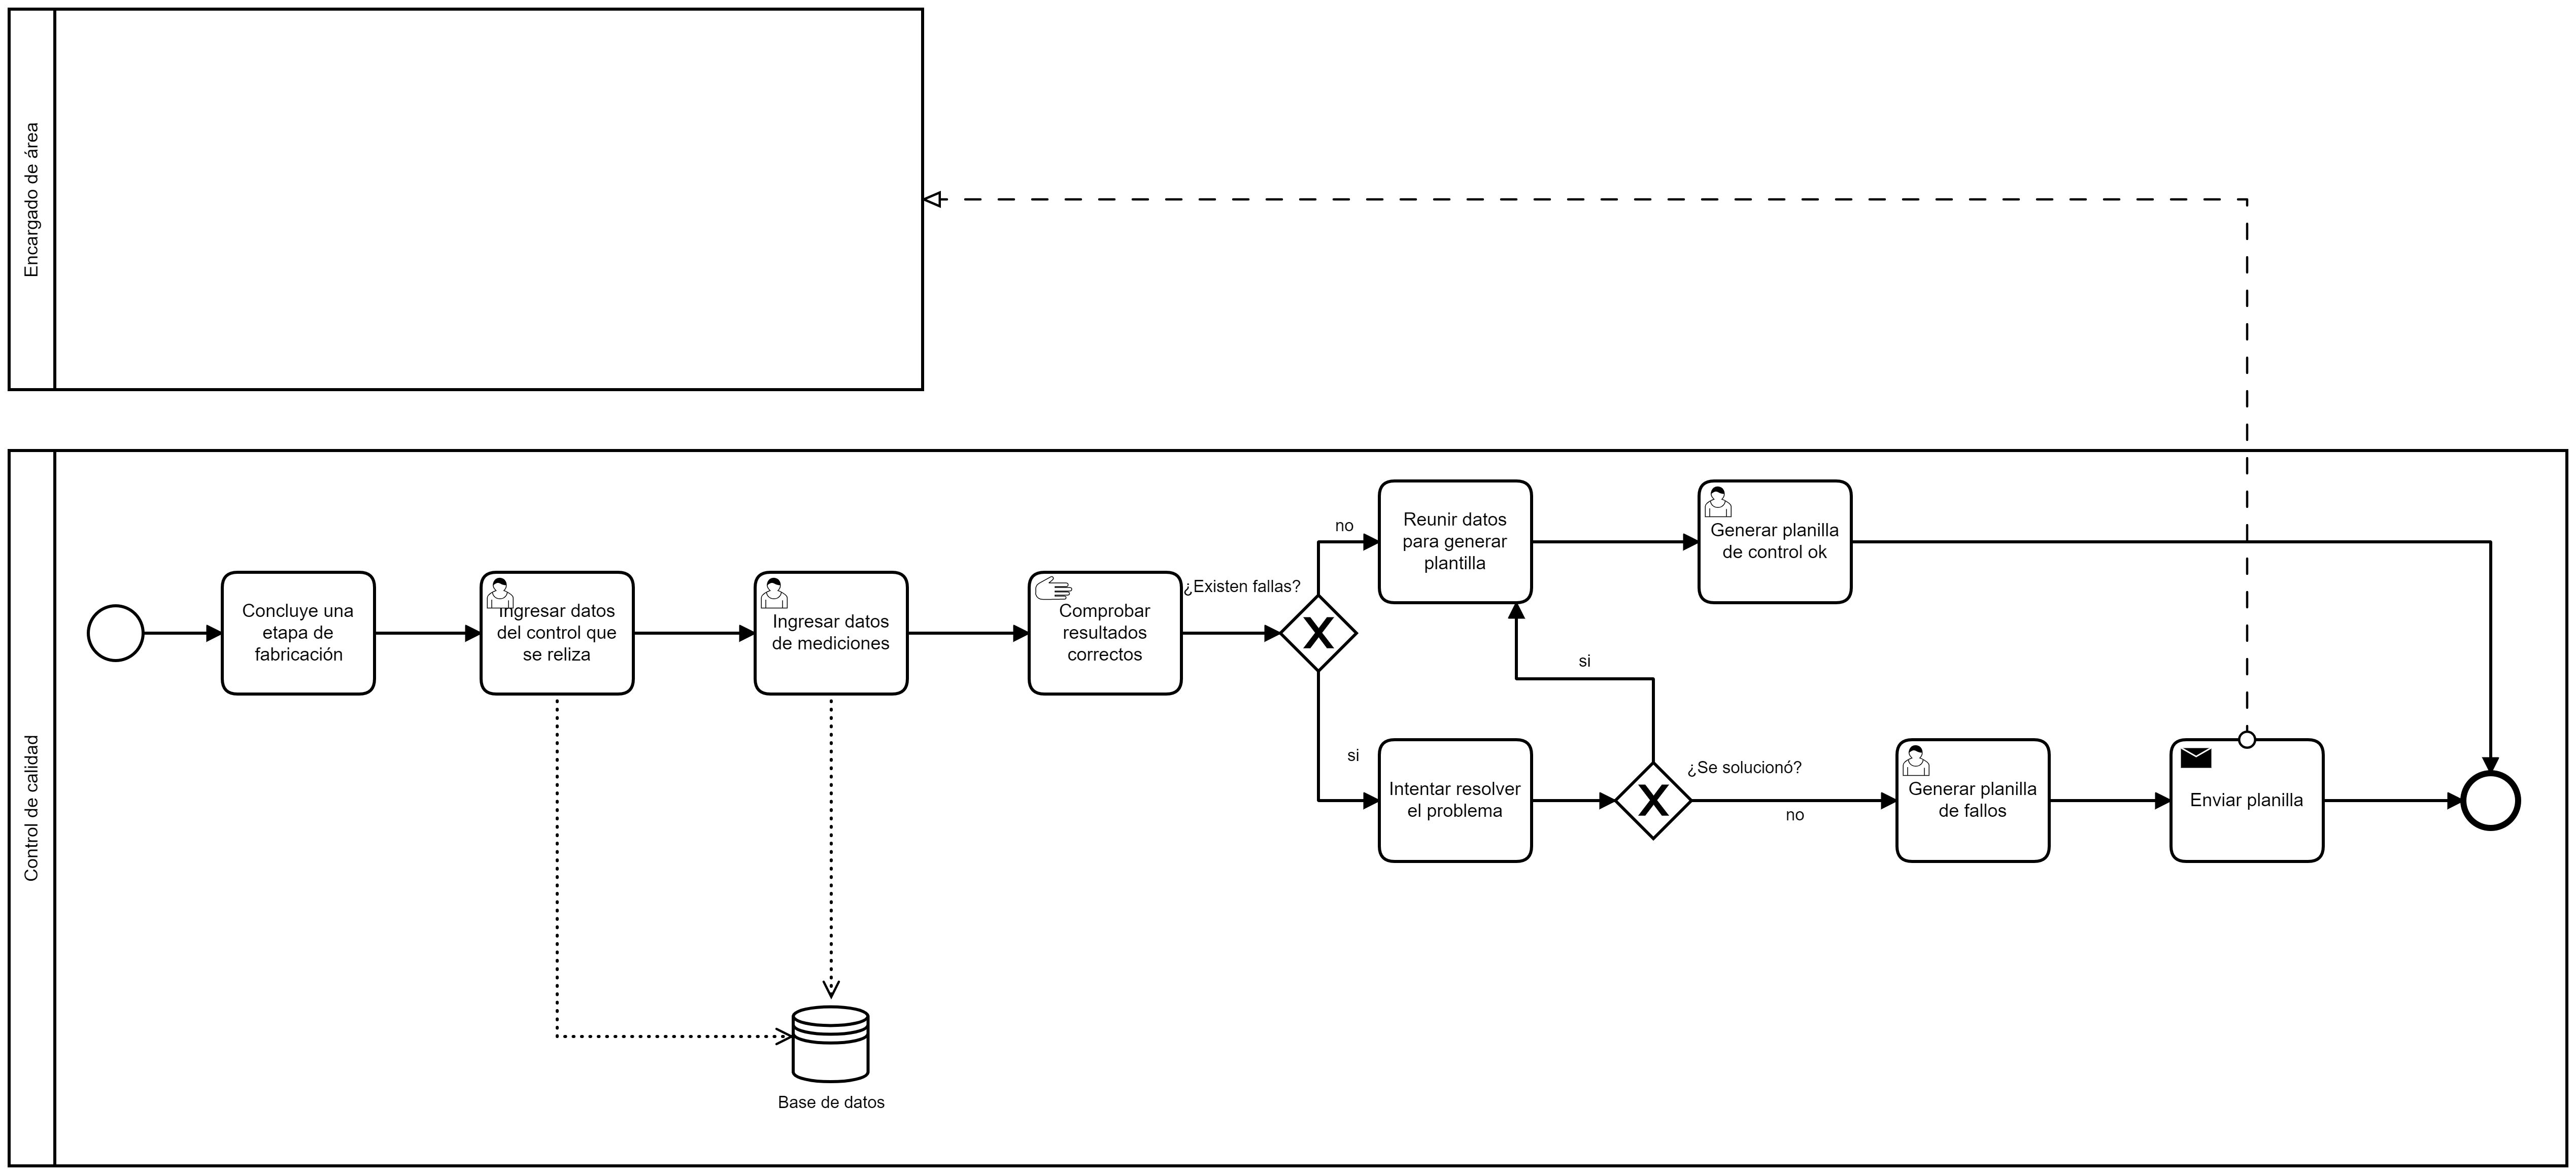 Encargado de área
Control de calidad
Concluye una
etapa de
fabricación
Ingresar datos
del control que
se reliza
Ingresar datos
de mediciones
Base de datos
Comprobar
resultados
correctos
¿Existen fallas?
no
Reunir datos
para generar
plantilla
Generar planilla
de control ok
si
Intentar resolver
el problema
si
¿Se solucionó?
no
Generar planilla
de fallos
Enviar planilla